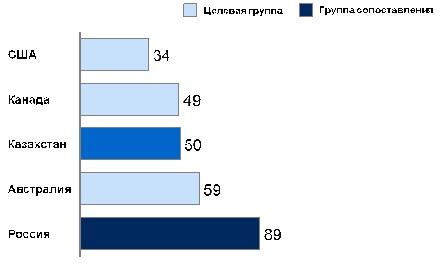 Целевая группа Группа сопоставления
США 34
Канада 49
Казахстан 50
Австралия 59
Россия 89